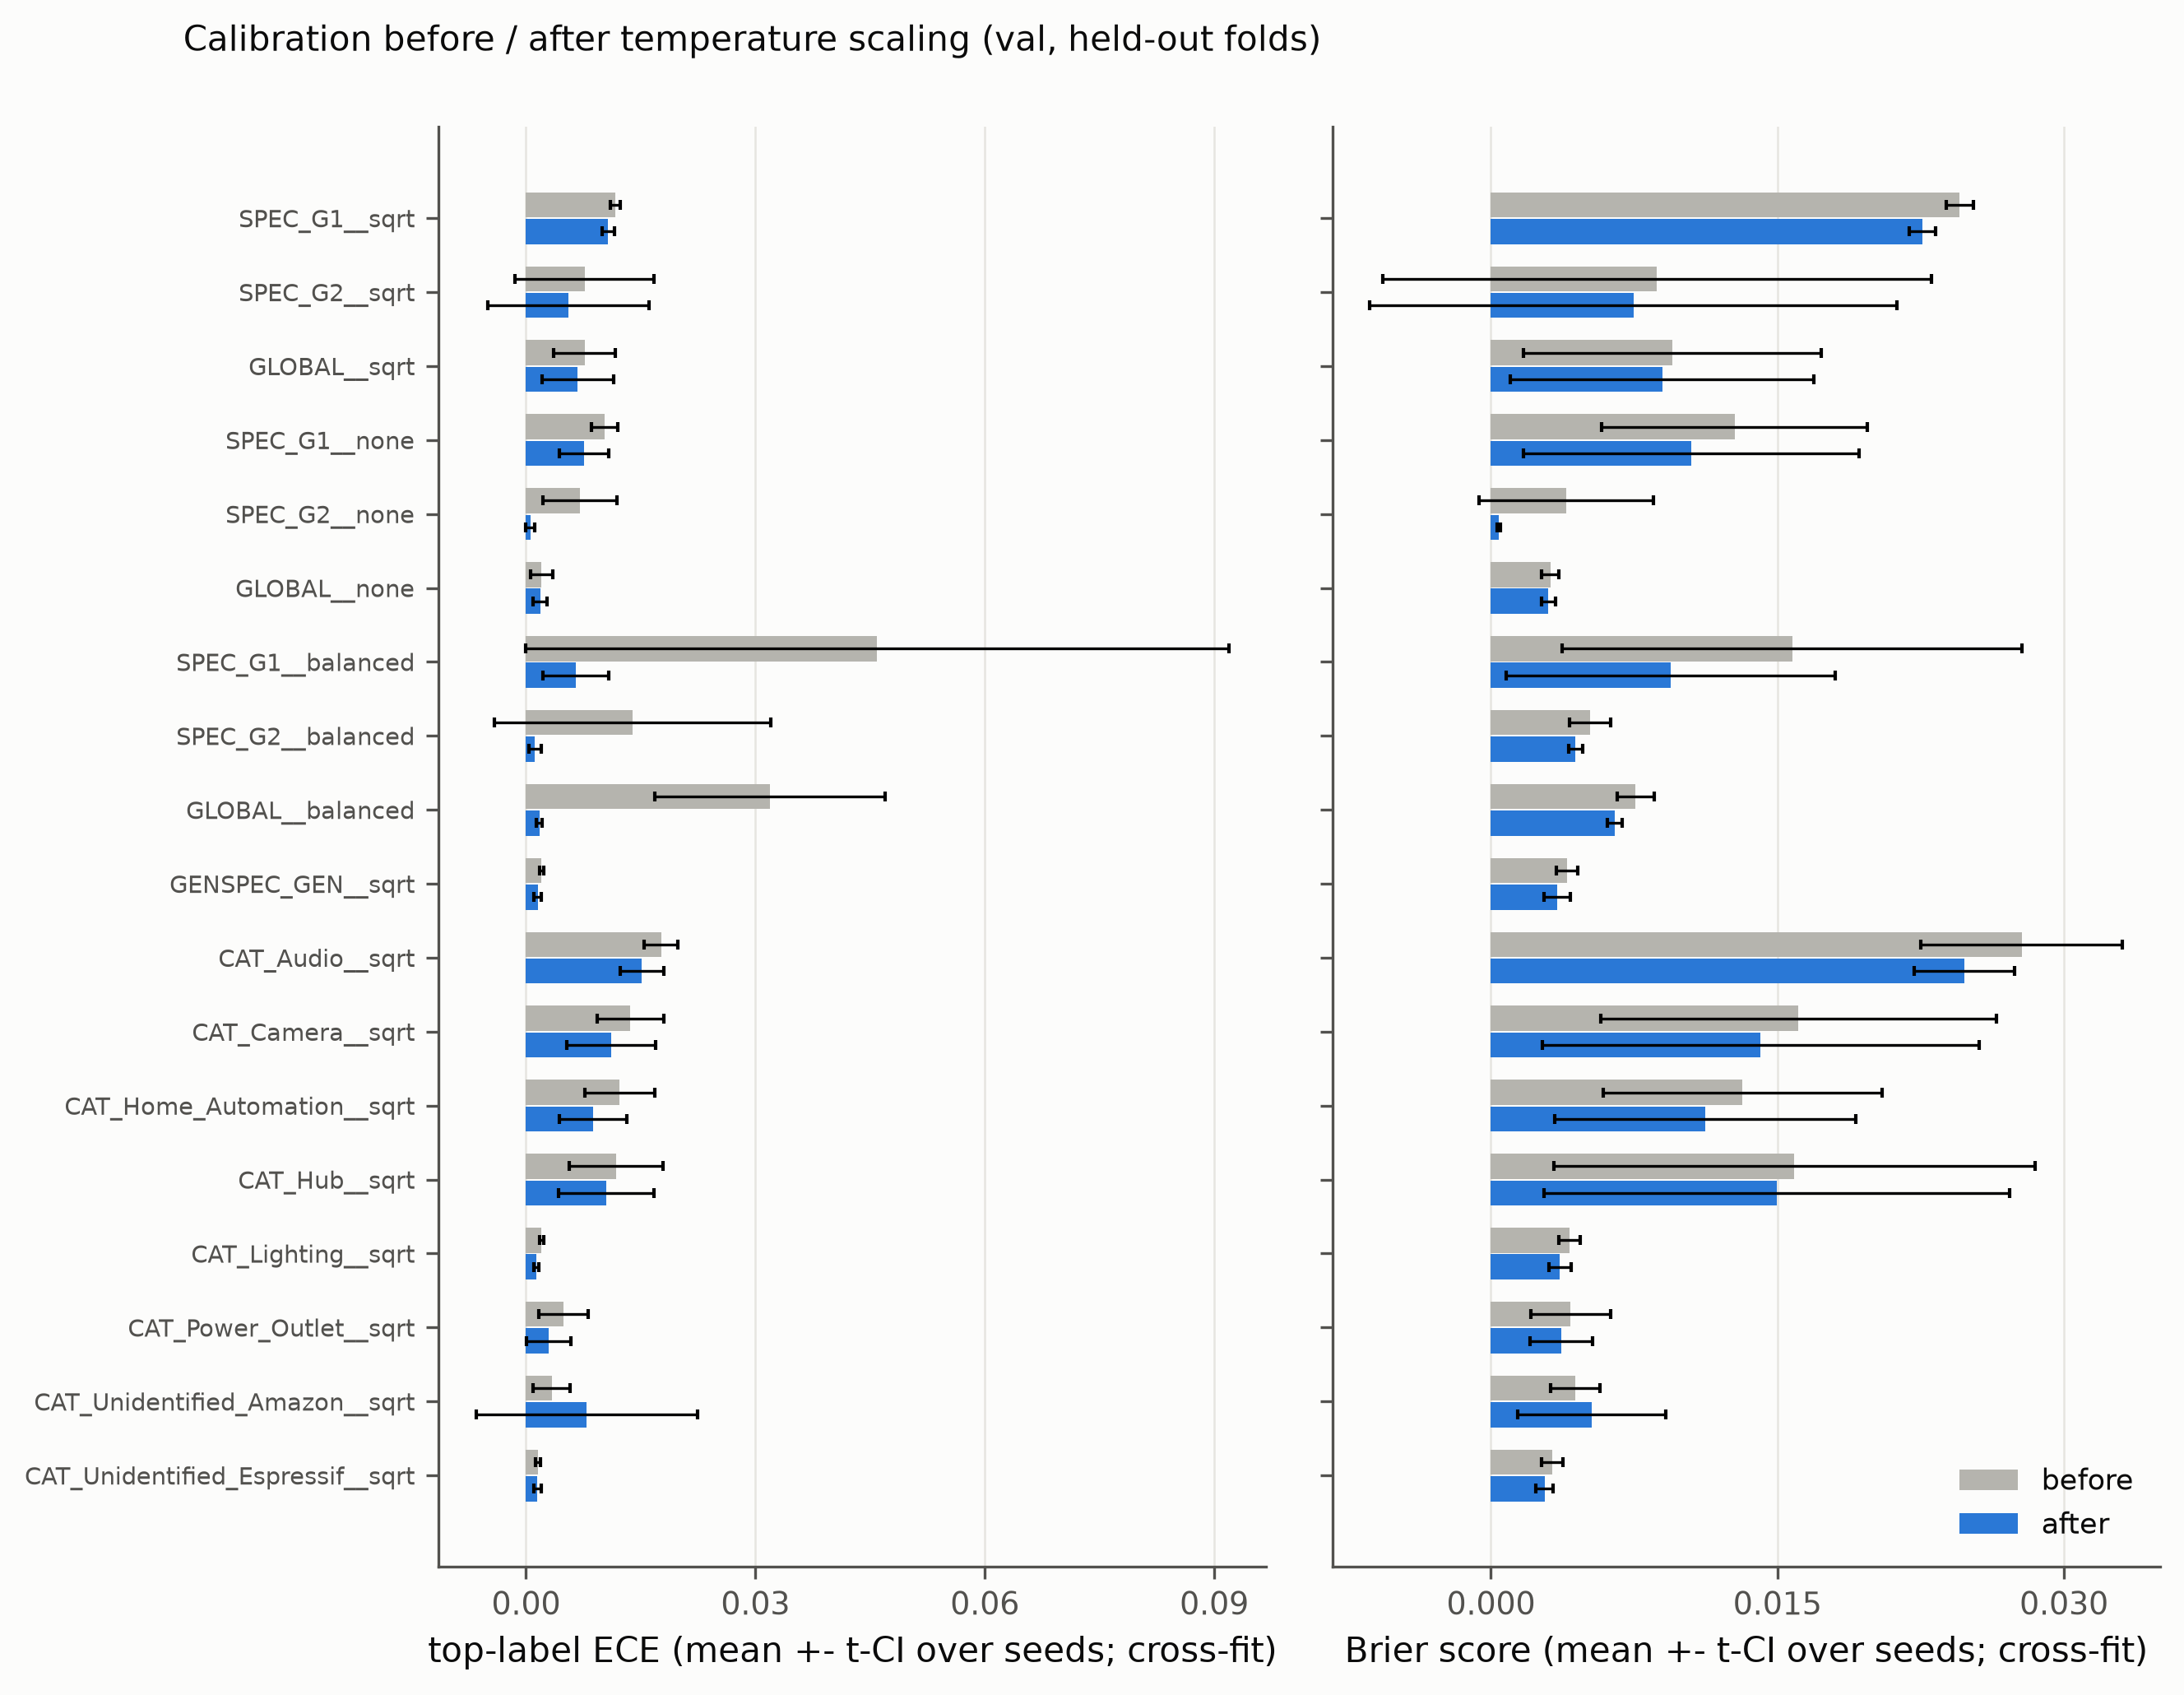 Calibration before / after temperature scaling (val, held-out folds)
SPEC_G1__sqrt
SPEC_G2__sqrt
GLOBAL__sqrt
SPEC_G1__none
SPEC_G2__none
GLOBAL__none
SPEC_G1__balanced
SPEC_G2__balanced
GLOBAL__balanced
GENSPEC_GEN__sqrt
CAT_Audio__sqrt
CAT_Camera__sqrt
CAT_Home_Automation__sqrt
CAT_Hub__sqrt
CAT_Lighting__sqrt
CAT_Power_Outlet__sqrt
CAT_Unidentified_Amazon__sqrt
CAT_Unidentified_Espressif__sqrt
0.00 0.03 0.06 0.09
top-label ECE (mean +- t-CI over seeds; cross-fit)
before
after
0.000 0.015 0.030
Brier score (mean +- t-CI over seeds; cross-fit)